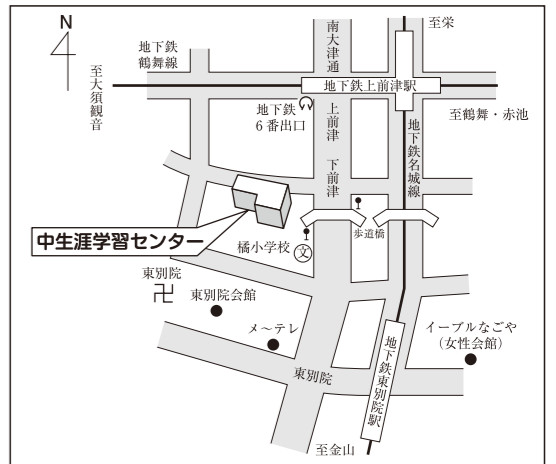 N
至栄
南大津通
地下鉄
鶴舞線
至大須観音
地下鉄上前津駅
地下鉄
6番出口
上前津
至鶴舞・赤池
地下鉄名城線
下前津
中生涯学習センター
橘小学校
文
歩道橋
東別院
卍
東別院会館
メ〜テレ
イーブルなごや
（女性会館）
地下鉄東別院駅
東別院
至金山